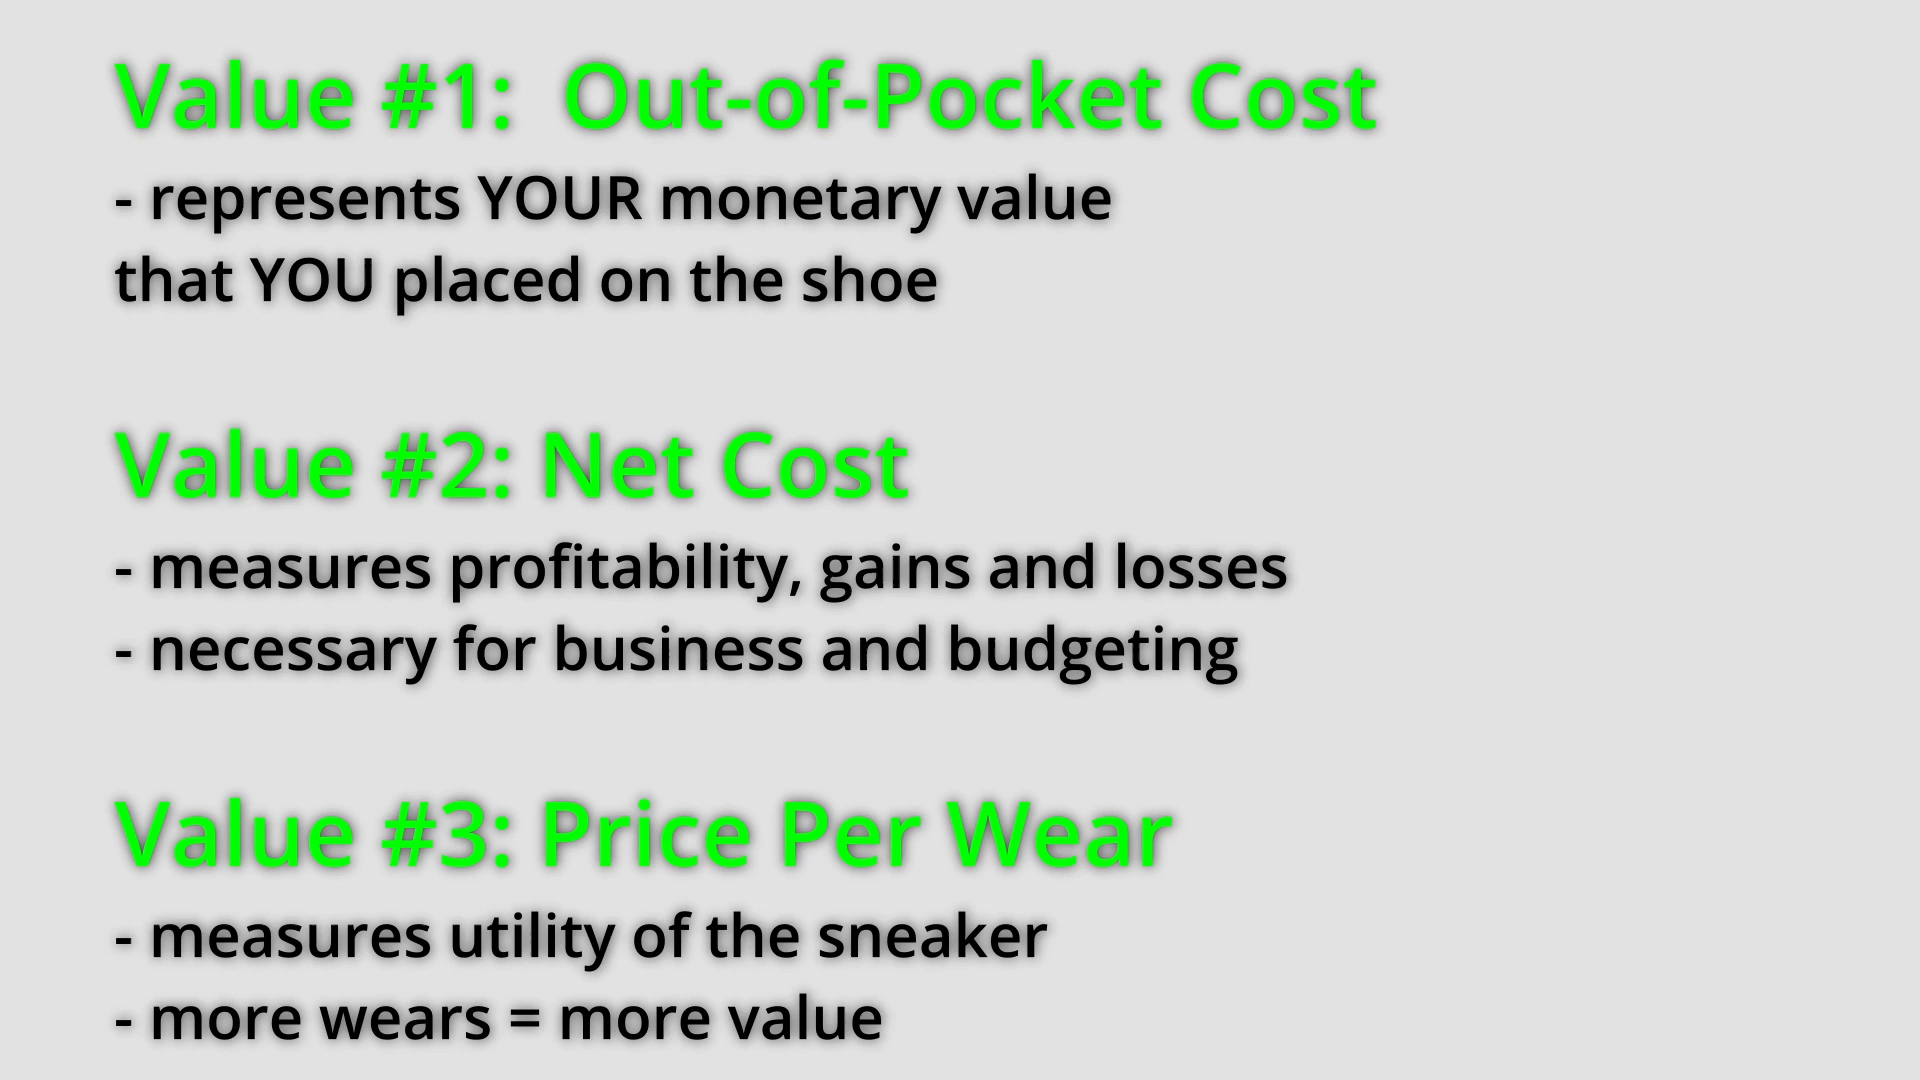 Value #1:  Out-of-Pocket Cost
- represents YOUR monetary value
that YOU placed on the shoe
Value #2: Net Cost
- measures profitability, gains and losses
- necessary for business and budgeting
Value #3: Price Per Wear
- measures utility of the sneaker
- more wears = more value